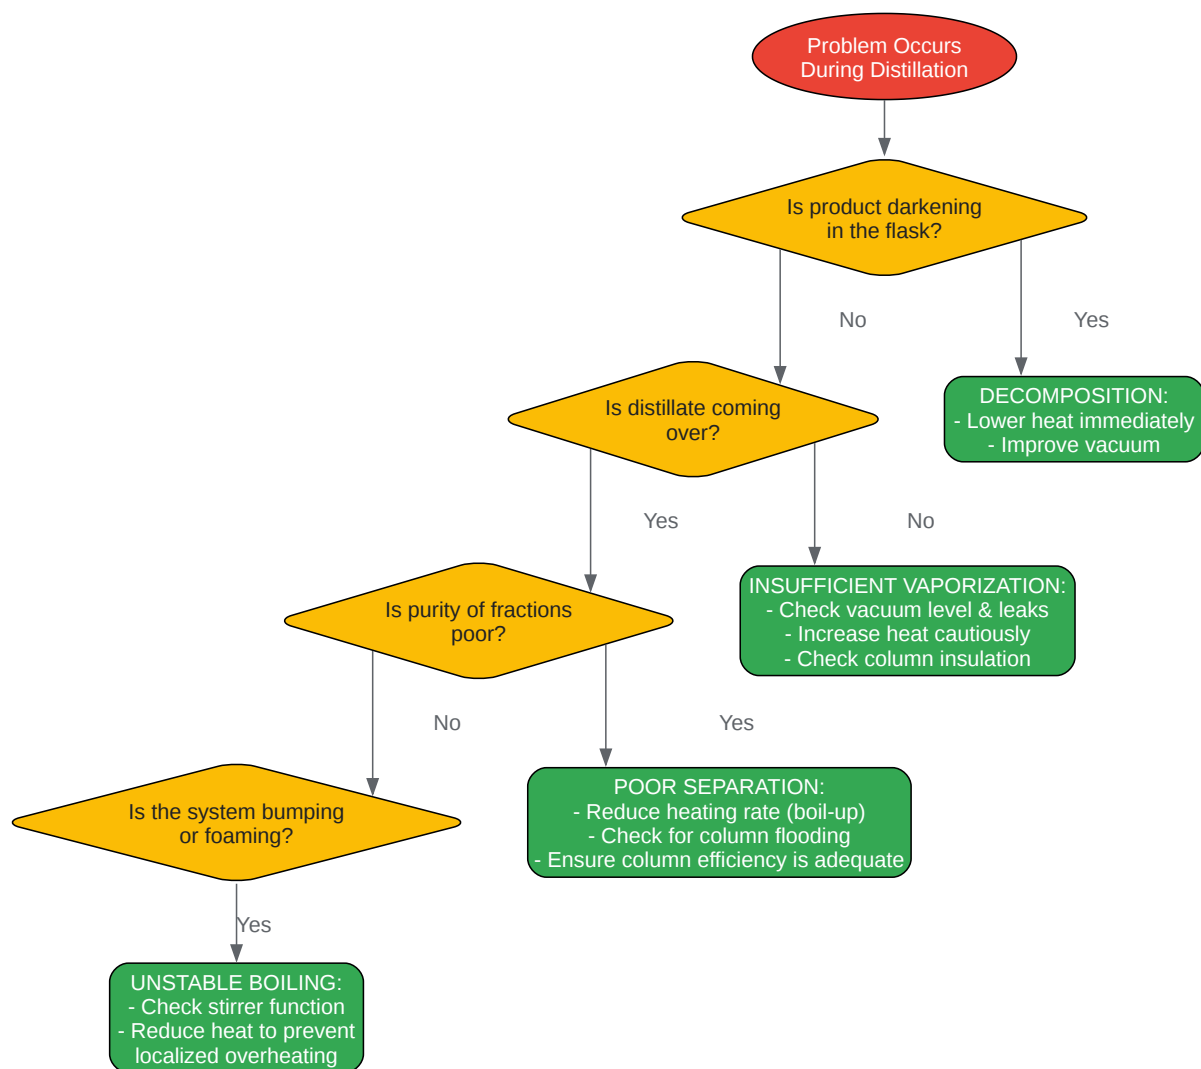 Problem Occurs
During Distillation
Is product darkening
in the flask?
No
Yes
Is distillate coming
over?
DECOMPOSITION:
- Lower heat immediately
- Improve vacuum
Yes
No
Is purity of fractions
poor?
INSUFFICIENT VAPORIZATION:
- Check vacuum level & leaks
- Increase heat cautiously
- Check column insulation
No
Yes
Is the system bumping
or foaming?
POOR SEPARATION:
- Reduce heating rate (boil-up)
- Check for column flooding
- Ensure column efficiency is adequate
Yes
UNSTABLE BOILING:
- Check stirrer function
- Reduce heat to prevent
localized overheating